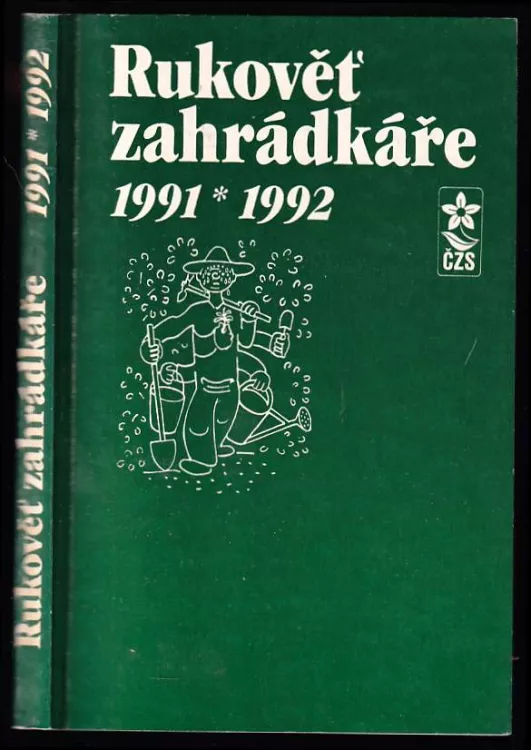 Rukověť
zahrádkáře
1991 * 1992
ČZS
Rukověť zahrádkáře 1991 * 1992